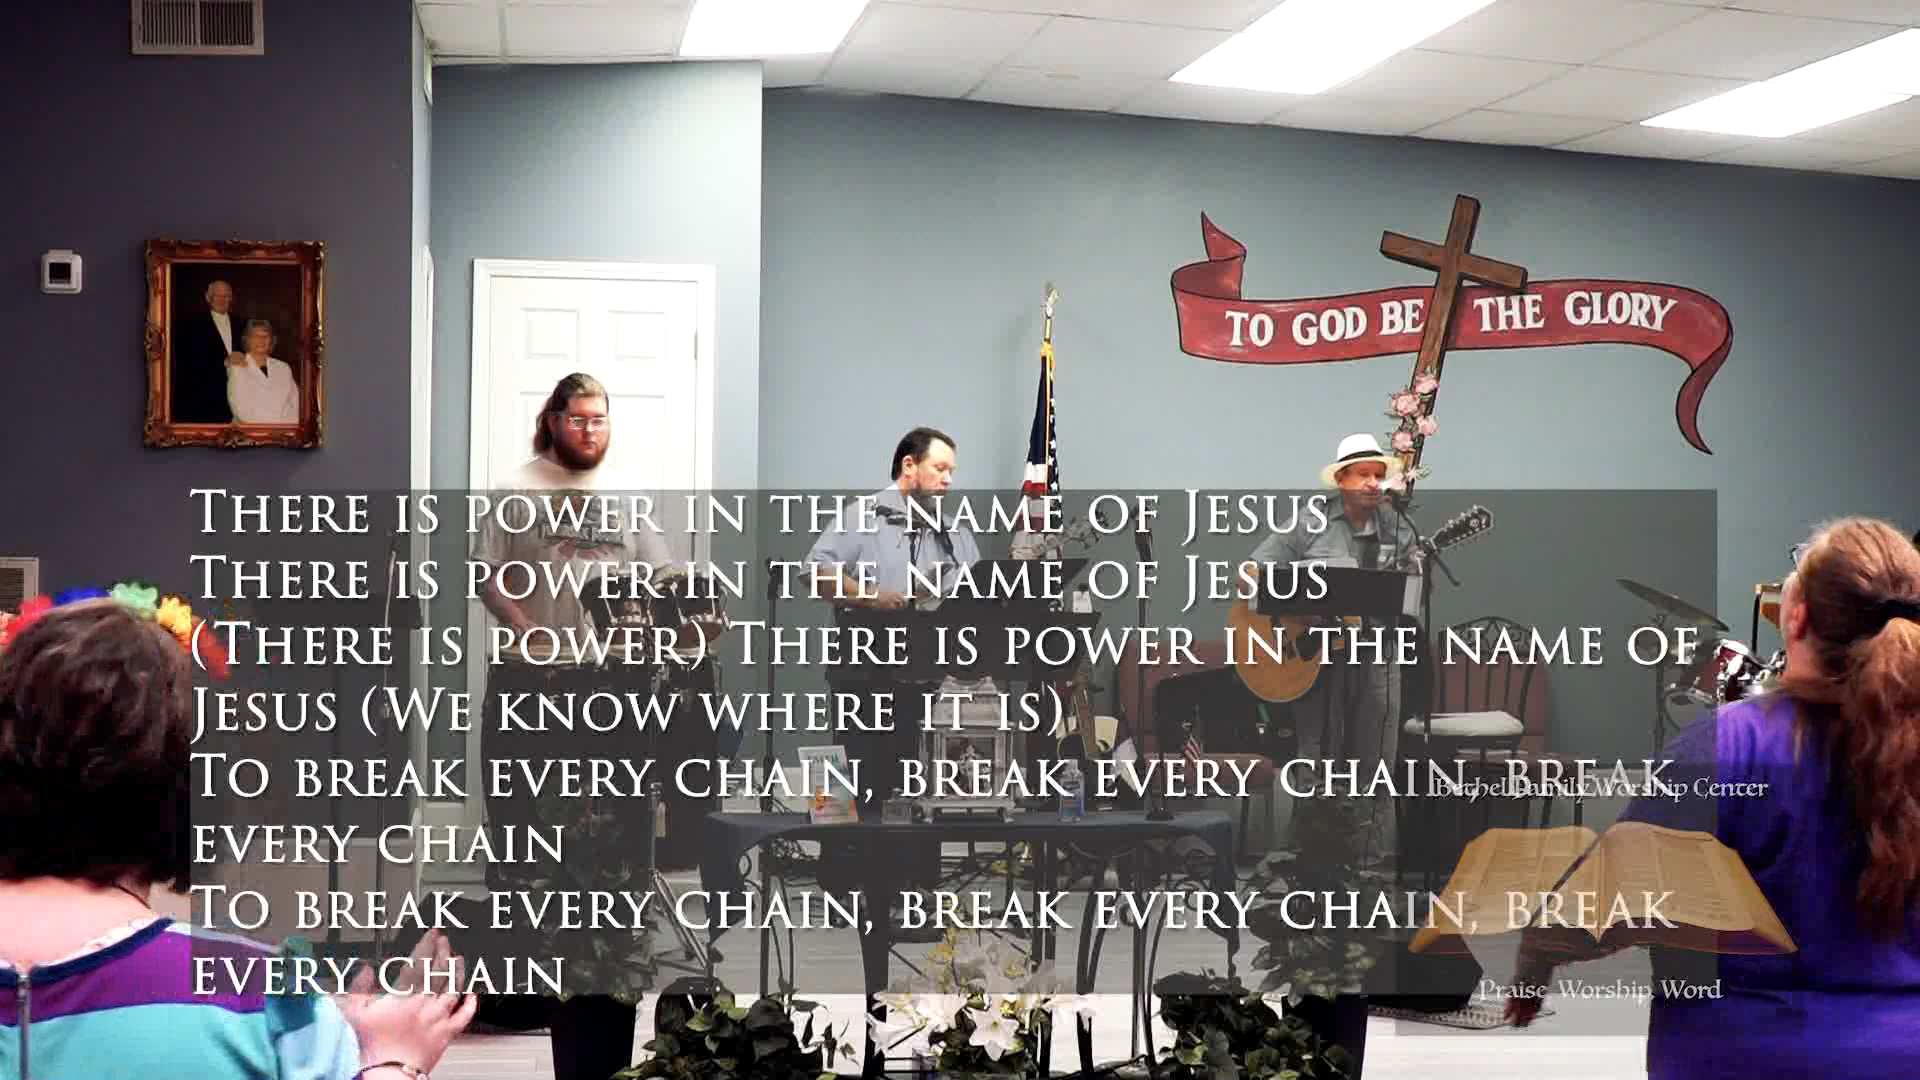 TO GOD BE THE GLORY
There is power in the name of Jesus
There is power in the name of Jesus
(There is power) There is power in the name of
Jesus (We know where it is)
To break every chain, break every chain, break
every chain
To break every chain, break every chain, break
every chain
Bethel Family Worship Center
Praise Worship Word